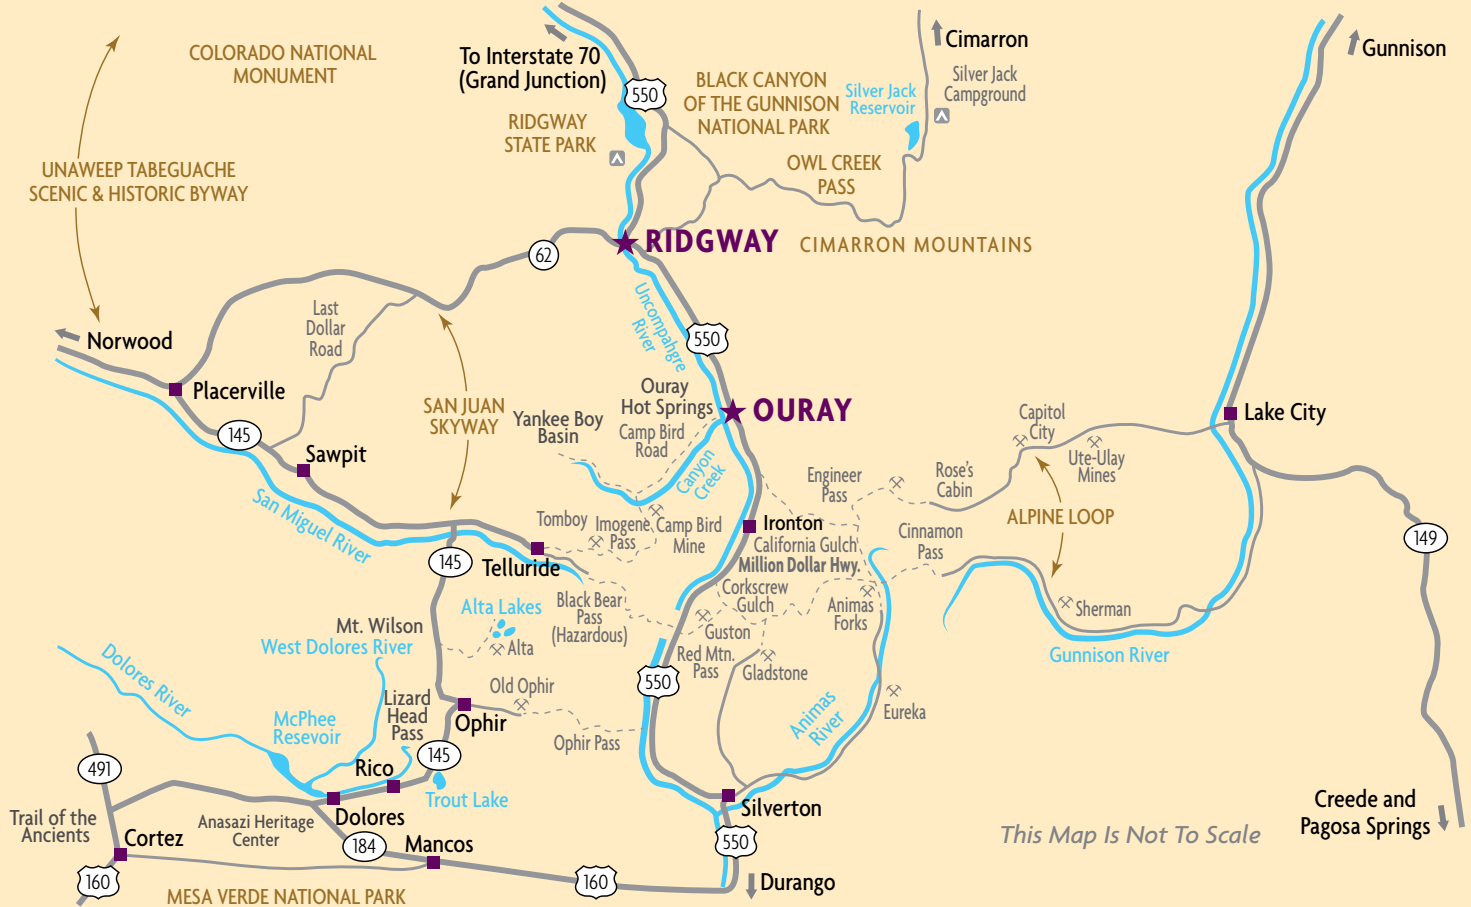 COLORADO NATIONAL
MONUMENT
To Interstate 70
(Grand Junction)
550
BLACK CANYON
OF THE GUNNISON
NATIONAL PARK
Silver Jack
Reservoir
Cimarron
Silver Jack
Campground
Gunnison
RIDGWAY
STATE PARK
OWL CREEK
PASS
UNAWEEP TABEGUACHE
SCENIC & HISTORIC BYWAY
62
RIDGWAY
CIMARRON MOUNTAINS
Uncompahgre
River
Last
Dollar
Road
Norwood
550
Placerville
145
Sawpit
SAN JUAN
SKYWAY
Ouray
Hot Springs
OURAY
Yankee Boy
Basin
Camp Bird
Road
Canyon
Creek
Capitol
City
Lake City
Ute-Ulay
Mines
Engineer
Pass
Rose's
Cabin
ALPINE LOOP
San Miguel River
Tomboy
Imogene
Pass
Camp Bird
Mine
Ironton
California Gulch
Million Dollar Hwy.
Cinnamon
Pass
149
145
Telluride
Corkscrew
Gulch
Black Bear
Pass
(Hazardous)
Animas
Forks
Sherman
Alta Lakes
Alta
Guston
Red Mtn.
Pass
Gladstone
Gunnison River
Mt. Wilson
West Dolores River
Dolores River
Lizard
Head
Pass
Old Ophir
Ophir
550
Ophir Pass
Animas
River
Eureka
McPhee
Resevoir
145
Rico
Trout Lake
491
Silverton
Dolores
Trail of the
Ancients
Cortez
Anasazi Heritage
Center
184
Mancos
550
This Map Is Not To Scale
Creede and
Pagosa Springs
160
160
Durango
MESA VERDE NATIONAL PARK